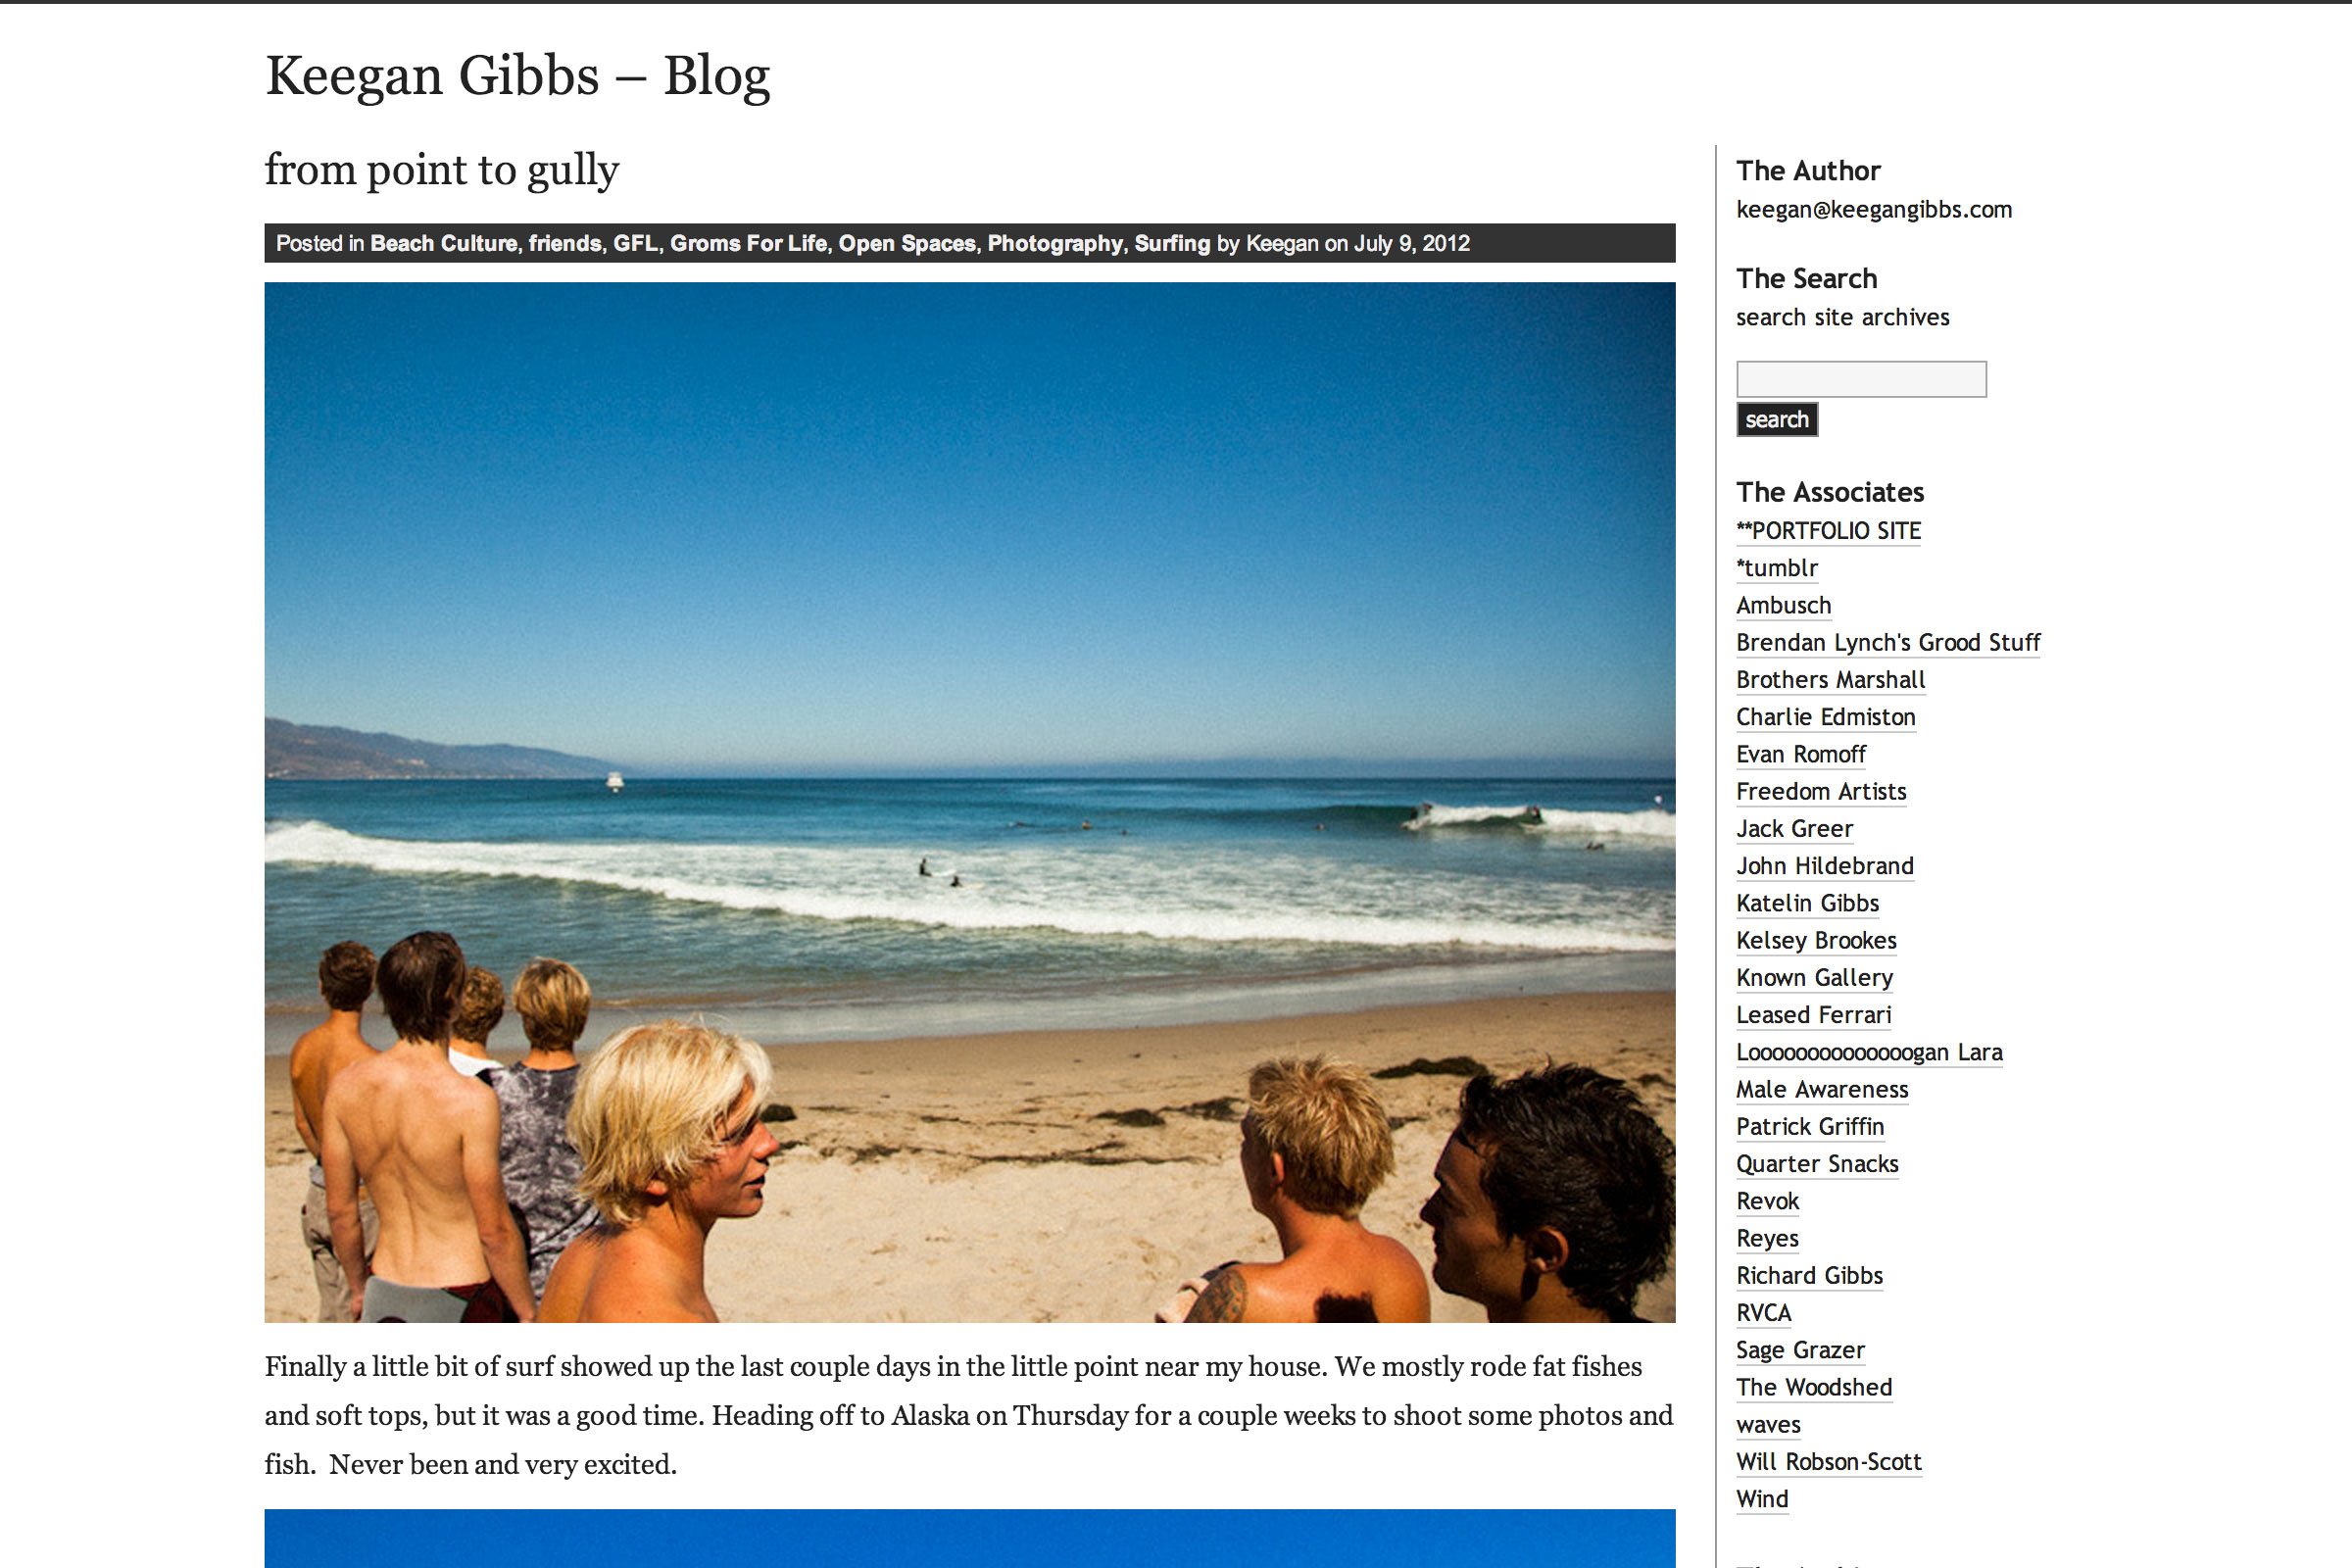 Keegan Gibbs – Blog
from point to gully
Posted in Beach Culture, friends, GFL, Groms For Life, Open Spaces, Photography, Surfing by Keegan on July 9, 2012
Finally a little bit of surf showed up the last couple days in the little point near my house. We mostly rode fat fishes
and soft tops, but it was a good time. Heading off to Alaska on Thursday for a couple weeks to shoot some photos and
fish.  Never been and very excited.
The Author
keegan@keegangibbs.com
The Search
search site archives
search
The Associates
**PORTFOLIO SITE
*tumblr
Ambusch
Brendan Lynch's Grood Stuff
Brothers Marshall
Charlie Edmiston
Evan Romoff
Freedom Artists
Jack Greer
John Hildebrand
Katelin Gibbs
Kelsey Brookes
Known Gallery
Leased Ferrari
Loooooooooooooogan Lara
Male Awareness
Patrick Griffin
Quarter Snacks
Revok
Reyes
Richard Gibbs
RVCA
Sage Grazer
The Woodshed
waves
Will Robson-Scott
Wind